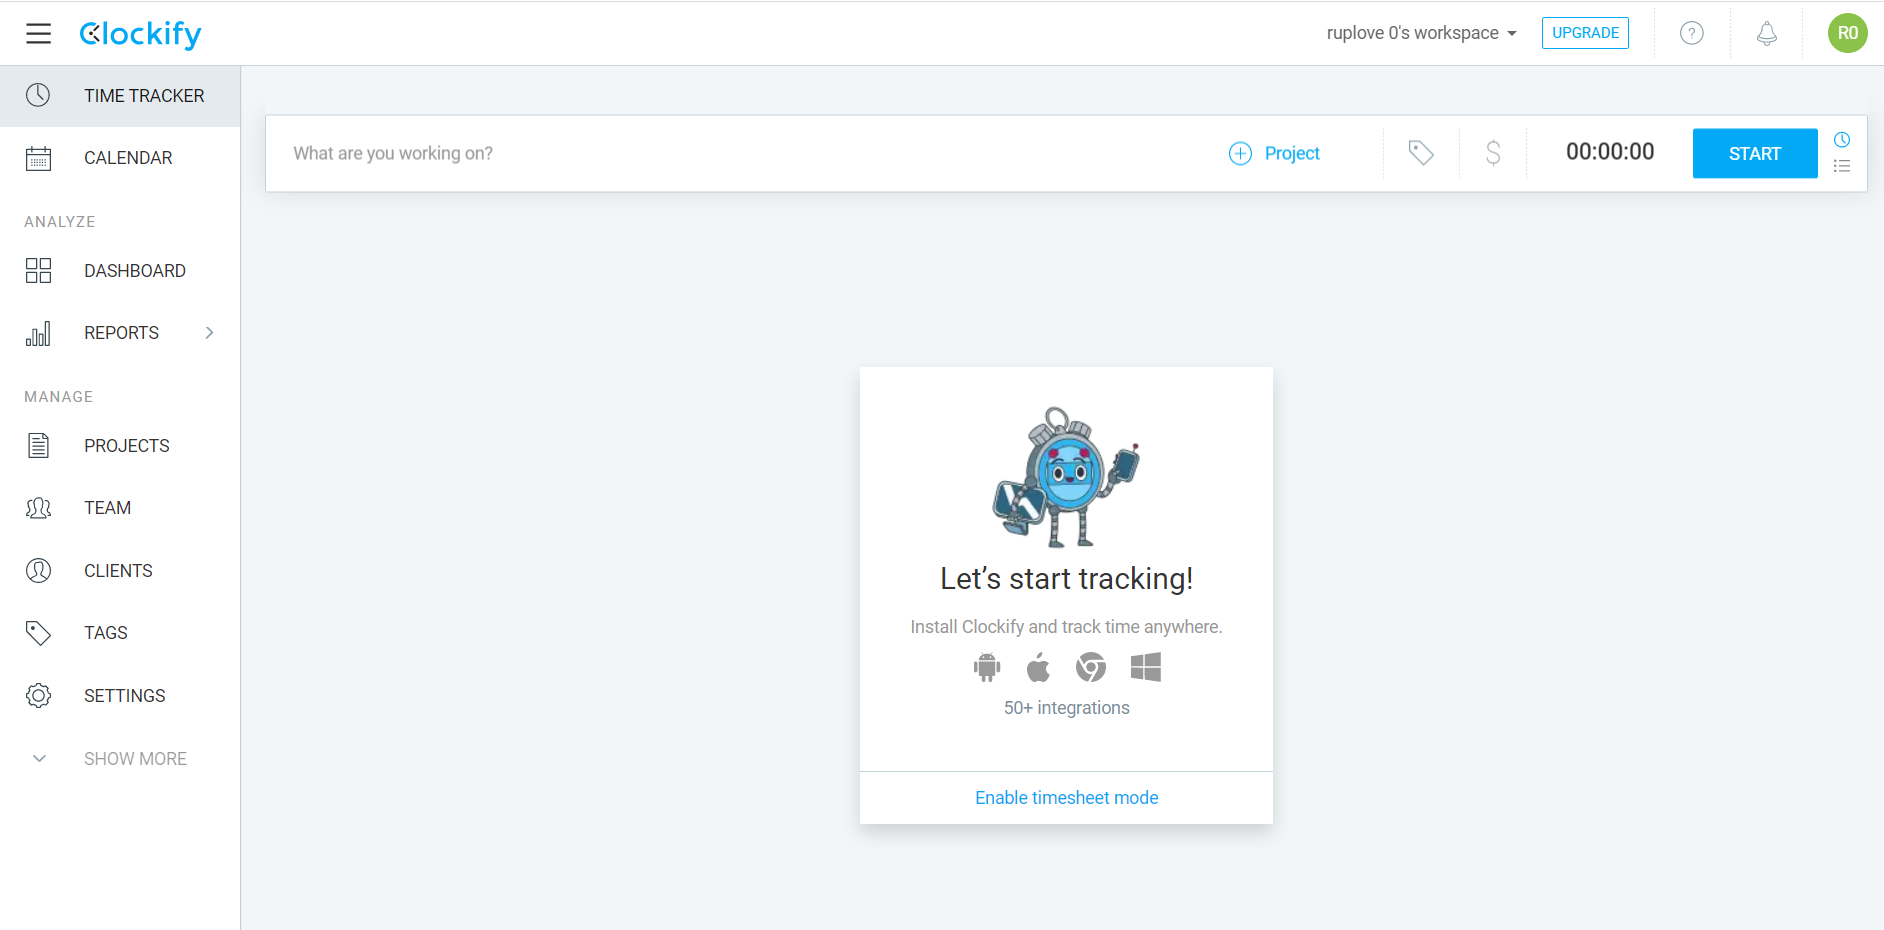 Clockify
ruplove 0's workspace
UPGRADE
?
R0
TIME TRACKER
CALENDAR
ANALYZE
DASHBOARD
REPORTS
MANAGE
PROJECTS
TEAM
CLIENTS
TAGS
SETTINGS
SHOW MORE
What are you working on?
Project
$
00:00:00
START
Let’s start tracking!
Install Clockify and track time anywhere.
50+ integrations
Enable timesheet mode